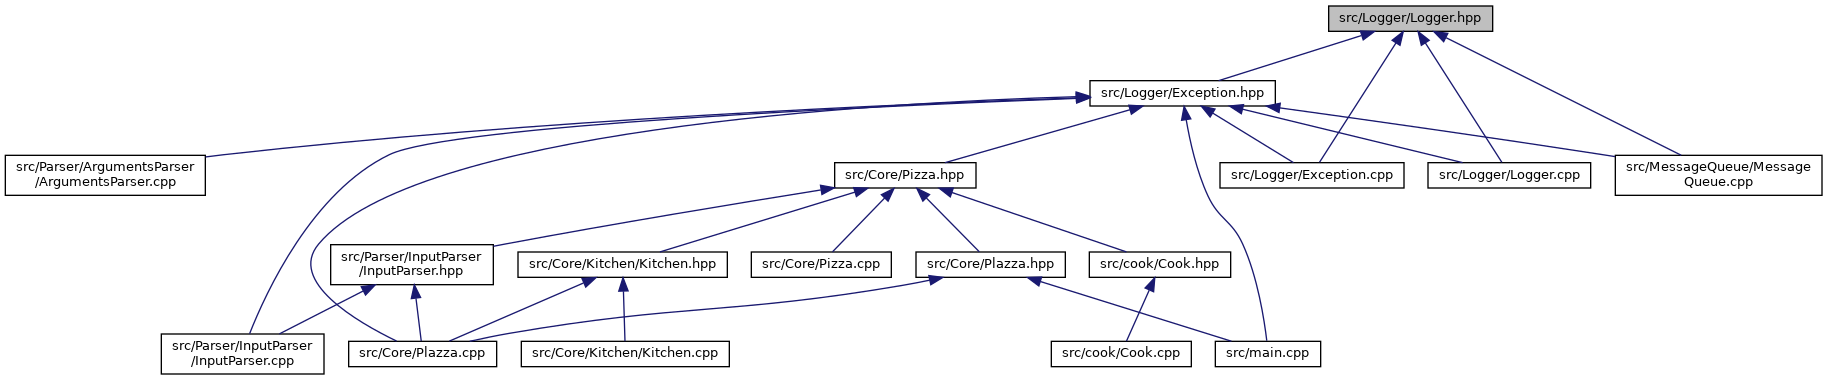 src/Logger/Logger.hpp
src/Logger/Exception.hpp
src/Parser/ArgumentsParser
/ArgumentsParser.cpp
src/Core/Pizza.hpp
src/Logger/Exception.cpp
src/Logger/Logger.cpp
src/MessageQueue/Message
Queue.cpp
src/Parser/InputParser
/InputParser.hpp
src/Core/Kitchen/Kitchen.hpp
src/Core/Pizza.cpp
src/Core/Plazza.hpp
src/cook/Cook.hpp
src/Parser/InputParser
/InputParser.cpp
src/Core/Plazza.cpp
src/Core/Kitchen/Kitchen.cpp
src/cook/Cook.cpp
src/main.cpp